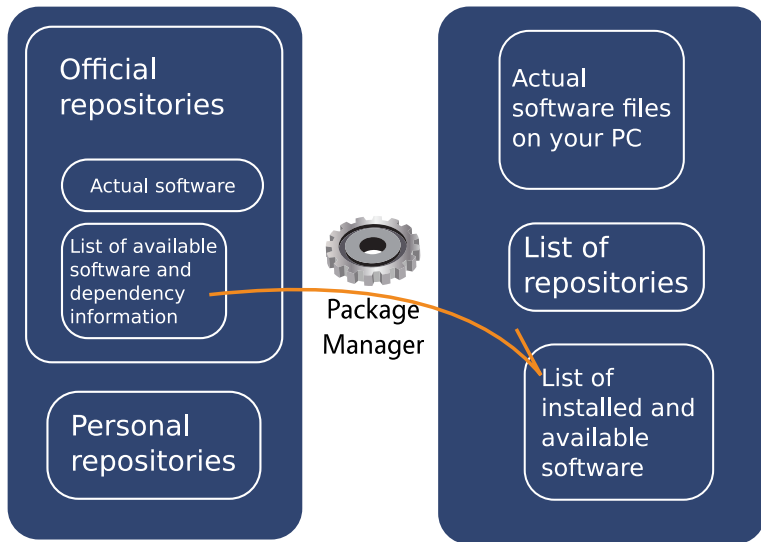 Official
repositories
Actual software
List of available
software and
dependency
information
Personal
repositories
Package
Manager
Actual
software files
on your PC
List of
repositories
List of
installed and
available
software